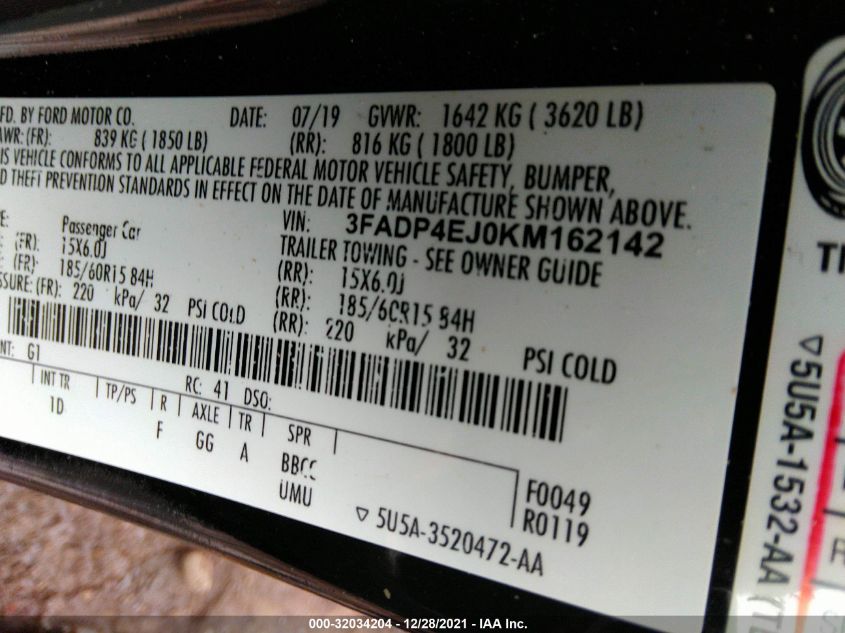 FD. BY FORD MOTOR CO. DATE: 07/19 GVWR: 1642 KG ( 3620 LB)
AWR: (FR): 839 KG ( 1850 LB) (RR): 816 KG ( 1800 LB)
IS VEHICLE CONFORMS TO ALL APPLICABLE FEDERAL MOTOR VEHICLE SAFETY, BUMPER,
D THEFT PREVENTION STANDARDS IN EFFECT ON THE DATE OF MANUFACTURE SHOWN ABOVE.
E: Passenger Car VIN: 3FADP4EJ0KM162142
(FR): 15X6.0J TRAILER TOWING - SEE OWNER GUIDE
(RR): 15X6.0J
(FR): 185/60R15 84H (RR): 185/60R15 84H
SSURE: (FR): 220 kPa/ 32 PSI COLD (RR): 220 kPa/ 32 PSI COLD
NT: G1 RC: 41 DSO:
INT TR TP/PS R AXLE TR SPR
1D F GG A BBCC
UMU
F0049
R0119
▽ 5U5A-3520472-AA
▽ 5U5A-1532-AA
000-32034204 - 12/28/2021 - IAA Inc.